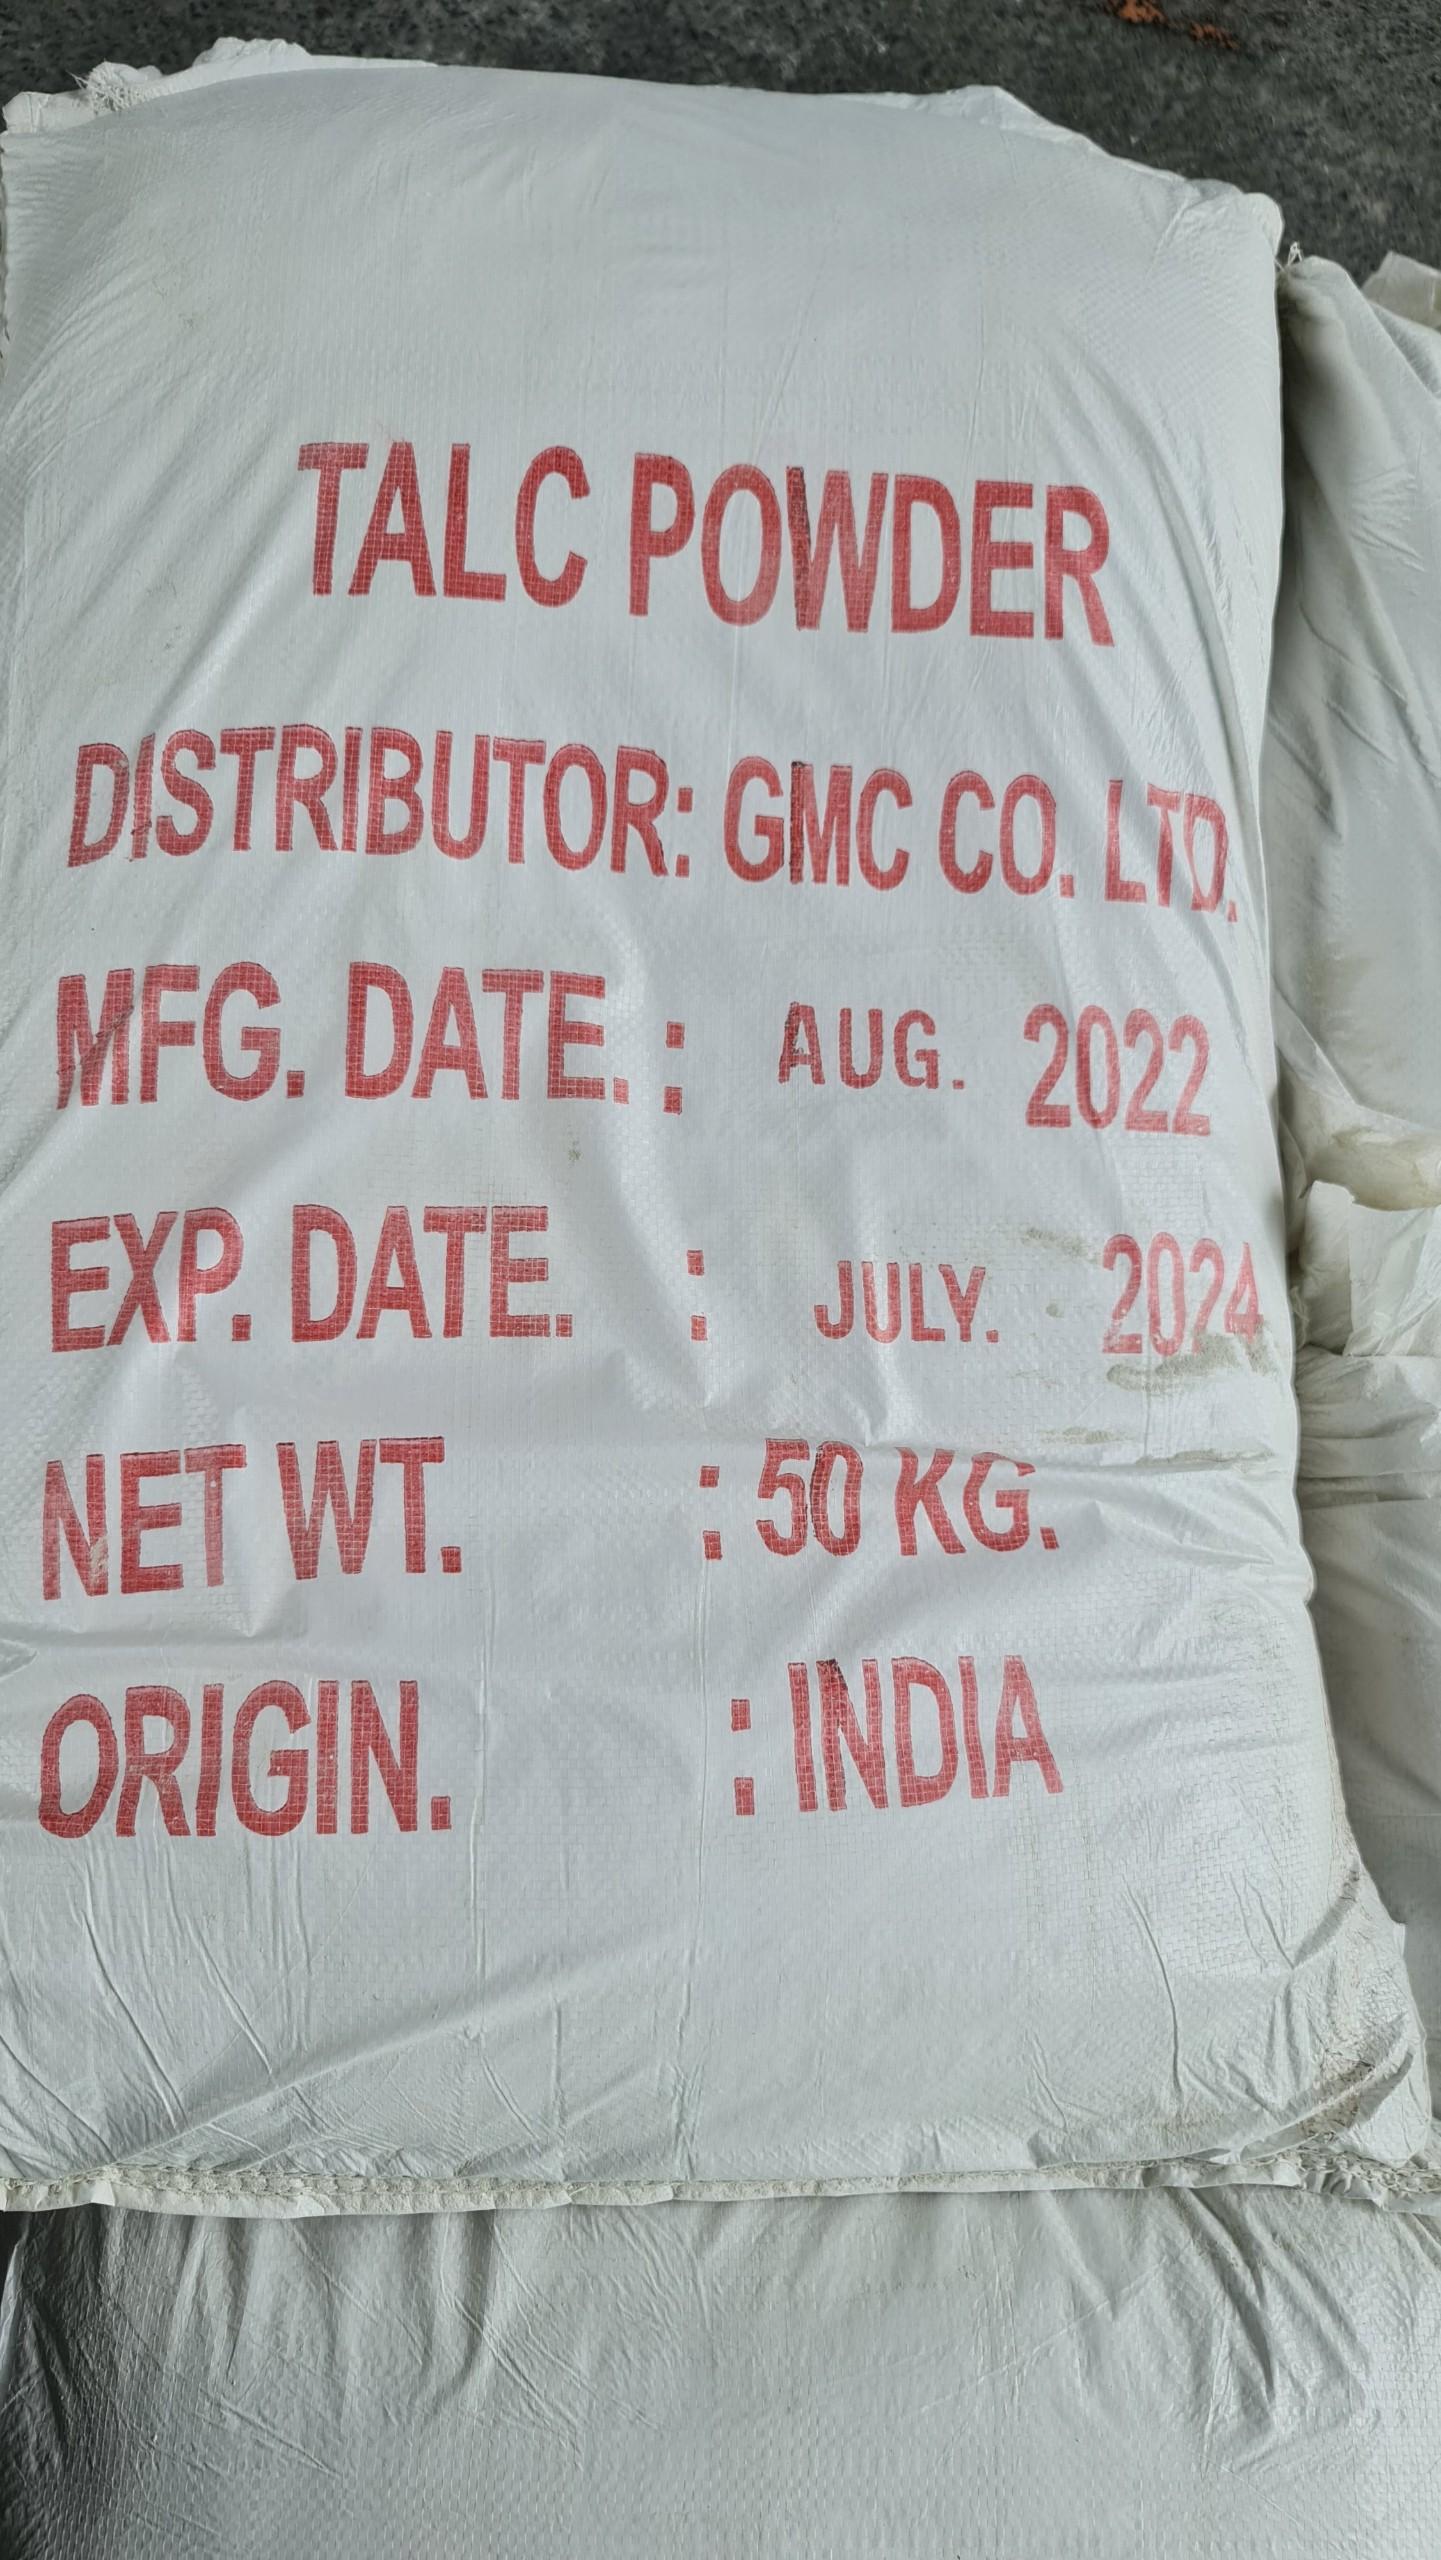 TALC POWDER
DISTRIBUTOR: GMC CO. LTD.
MFG. DATE. : AUG. 2022
EXP. DATE. : JULY. 2024
NET WT. : 50 KG.
ORIGIN. : INDIA